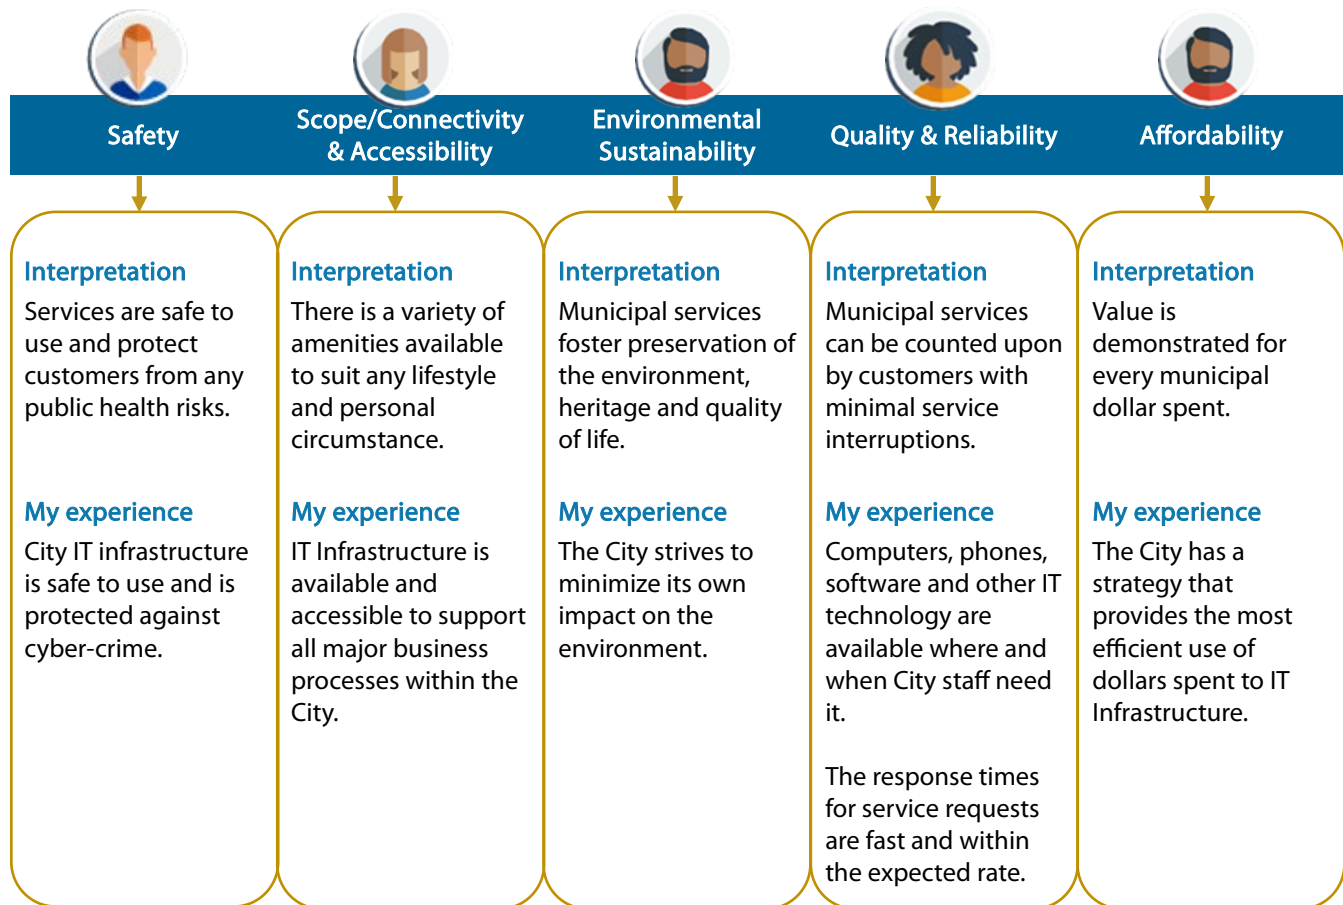 Safety
Scope/Connectivity
& Accessibility
Environmental
Sustainability
Quality & Reliability
Affordability
Interpretation
Services are safe to
use and protect
customers from any
public health risks.
My experience
City IT infrastructure
is safe to use and is
protected against
cyber-crime.
Interpretation
There is a variety of
amenities available
to suit any lifestyle
and personal
circumstance.
My experience
IT Infrastructure is
available and
accessible to support
all major business
processes within the
City.
Interpretation
Municipal services
foster preservation of
the environment,
heritage and quality
of life.
My experience
The City strives to
minimize its own
impact on the
environment.
Interpretation
Municipal services
can be counted upon
by customers with
minimal service
interruptions.
My experience
Computers, phones,
software and other IT
technology are
available where and
when City staff need
it.
The response times
for service requests
are fast and within
the expected rate.
Interpretation
Value is
demonstrated for
every municipal
dollar spent.
My experience
The City has a
strategy that
provides the most
efficient use of
dollars spent to IT
Infrastructure.